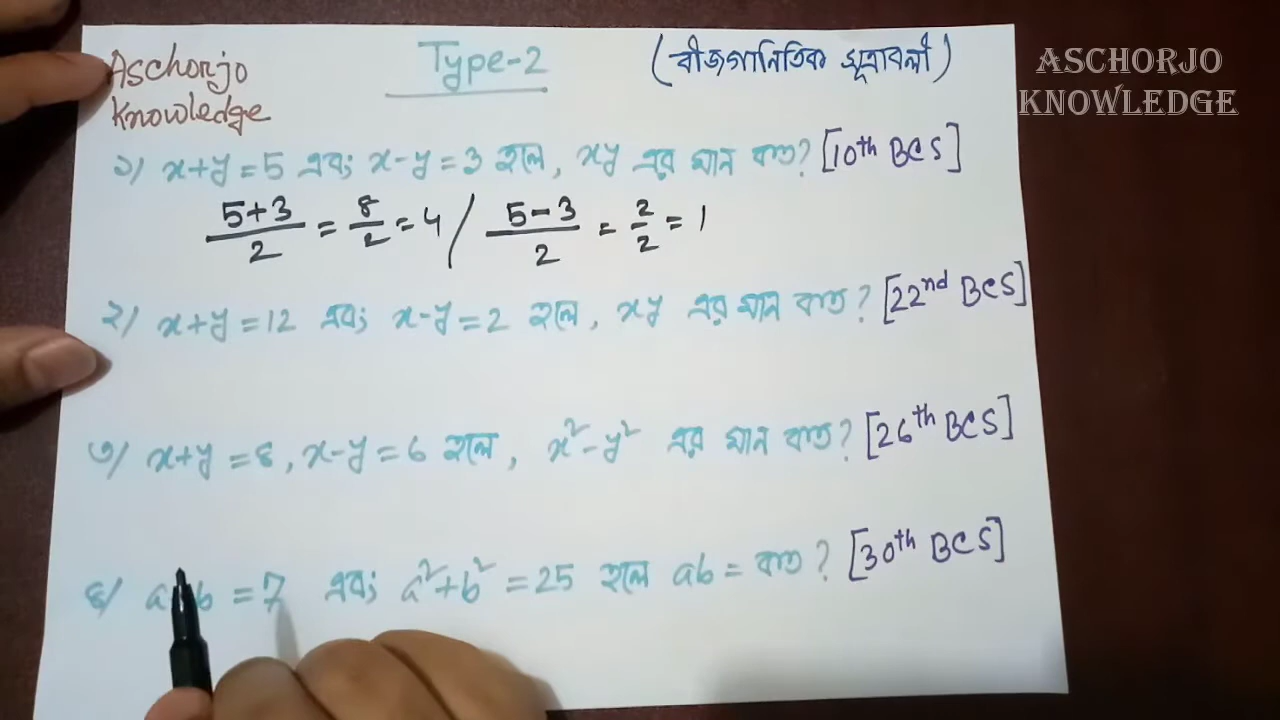 Aschorjo Knowledge
Type-2
(বীজগানিতিক সূত্রাবলী)
ASCHORJO KNOWLEDGE
১) x+y=5 এবং x-y=3 হলে, xy এর মান কত? [10th BCS]
5+3/2 = 8/2 = 4 / 5-3/2 = 2/2 = 1
২) x+y=12 এবং x-y=2 হলে, xy এর মান কত? [22nd BCS]
৩) x+y=8, x-y=6 হলে, x²-y² এর মান কত? [26th BCS]
৪) a b = 7 এবং a²+b² = 25 হলে ab = কত? [30th BCS]